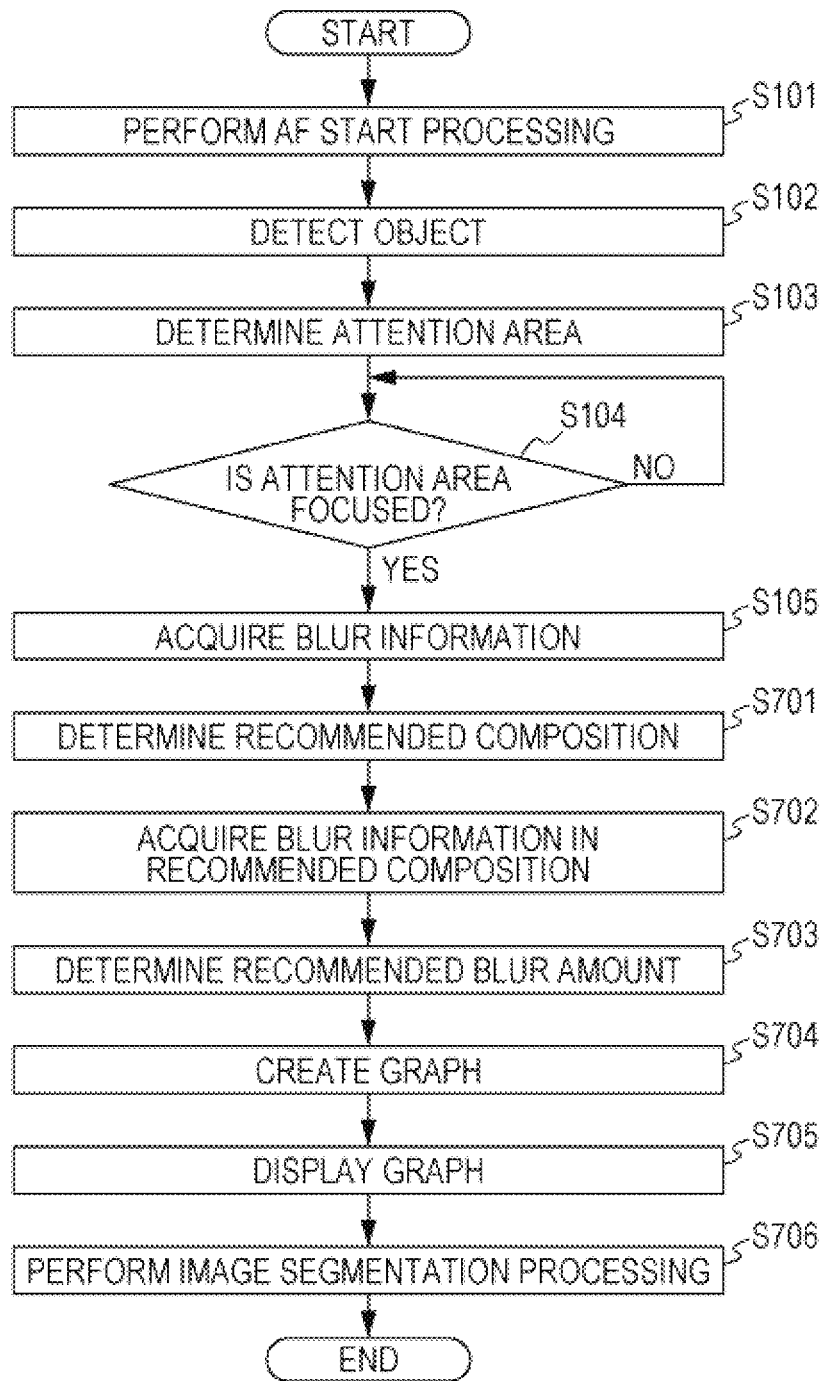 START
S101
PERFORM AF START PROCESSING
S102
DETECT OBJECT
S103
DETERMINE ATTENTION AREA
S104
IS ATTENTION AREA
FOCUSED?
NO
YES
S105
ACQUIRE BLUR INFORMATION
S701
DETERMINE RECOMMENDED COMPOSITION
S702
ACQUIRE BLUR INFORMATION IN
RECOMMENDED COMPOSITION
S703
DETERMINE RECOMMENDED BLUR AMOUNT
S704
CREATE GRAPH
S705
DISPLAY GRAPH
S706
PERFORM IMAGE SEGMENTATION PROCESSING
END